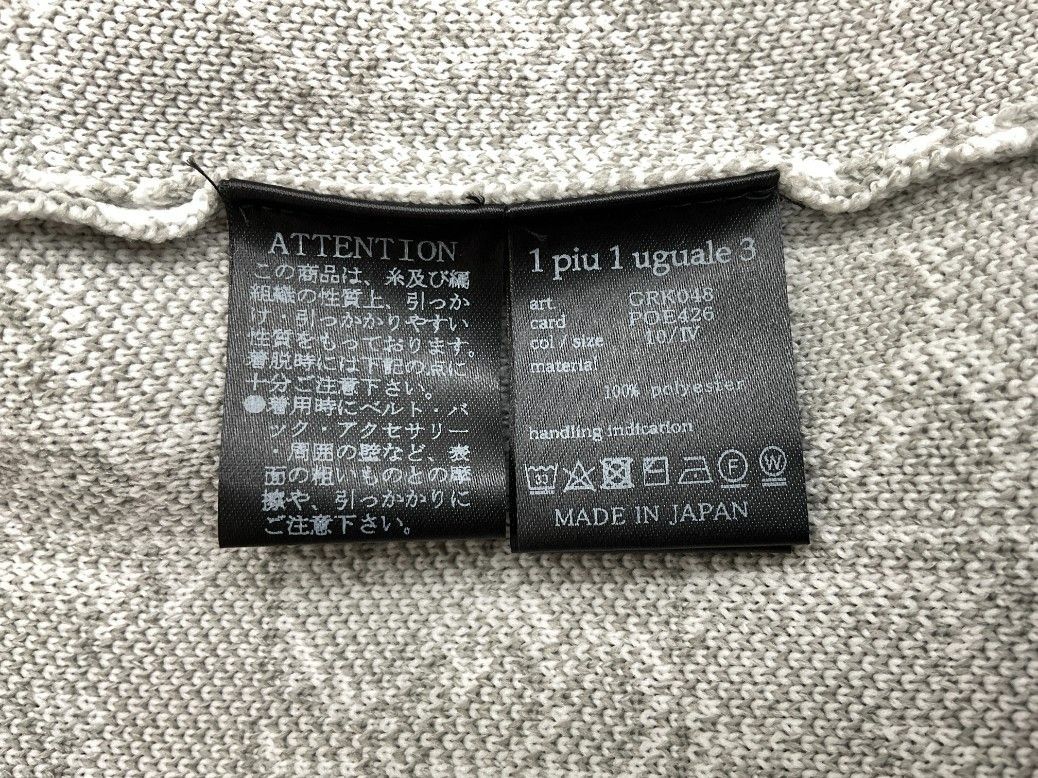 ATTENTION
この商品は、糸及び編
組織の性質上、引っか
け・引っかかりやすい
性質をもっております。
着脱時には下記の点に
十分ご注意下さい。
●着用時にベルト・バ
ック・アクセサリー
・周囲の壁など、表
面の粗いものとの摩
擦や、引っかかりに
ご注意下さい。
1 piu 1 uguale 3
art. CRK048
card POE426
col / size 10/IV
material
100% polyester
handling indication
30
F
W
MADE IN JAPAN